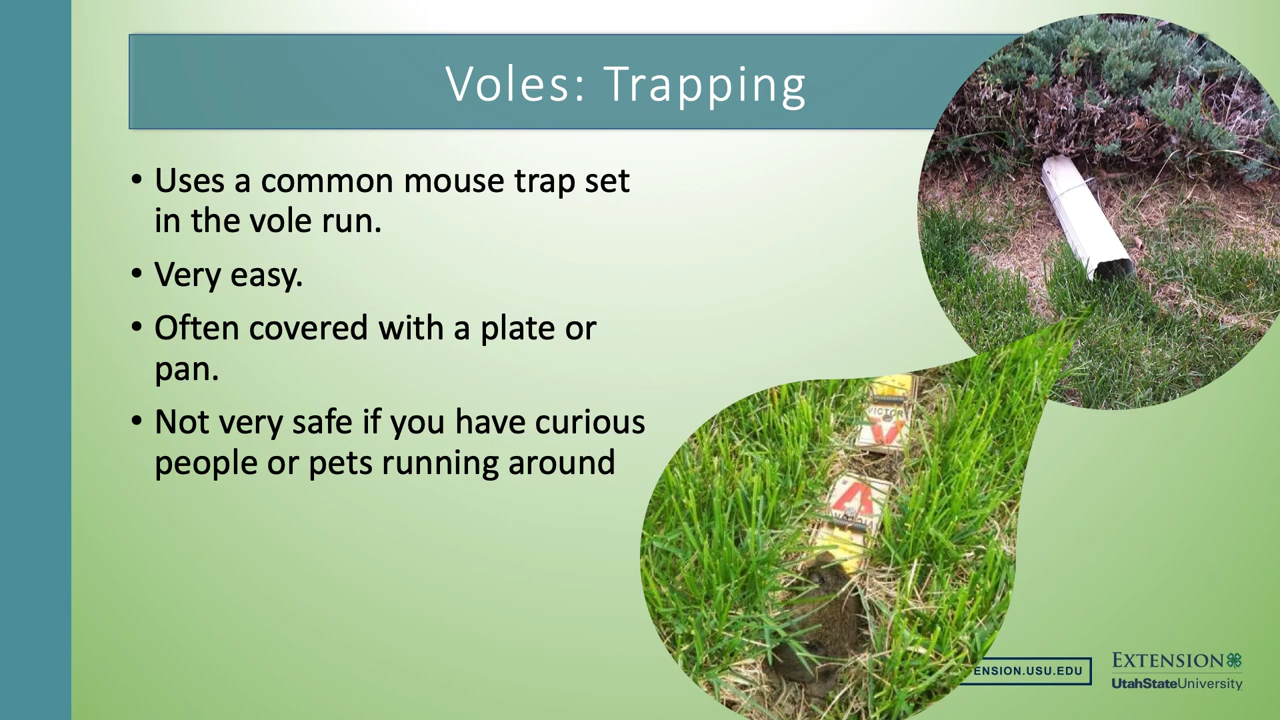 Voles: Trapping
• Uses a common mouse trap set
in the vole run.
• Very easy.
• Often covered with a plate or
pan.
• Not very safe if you have curious
people or pets running around
VICTOR
ENSION.USU.EDU
EXTENSION
UtahStateUniversity